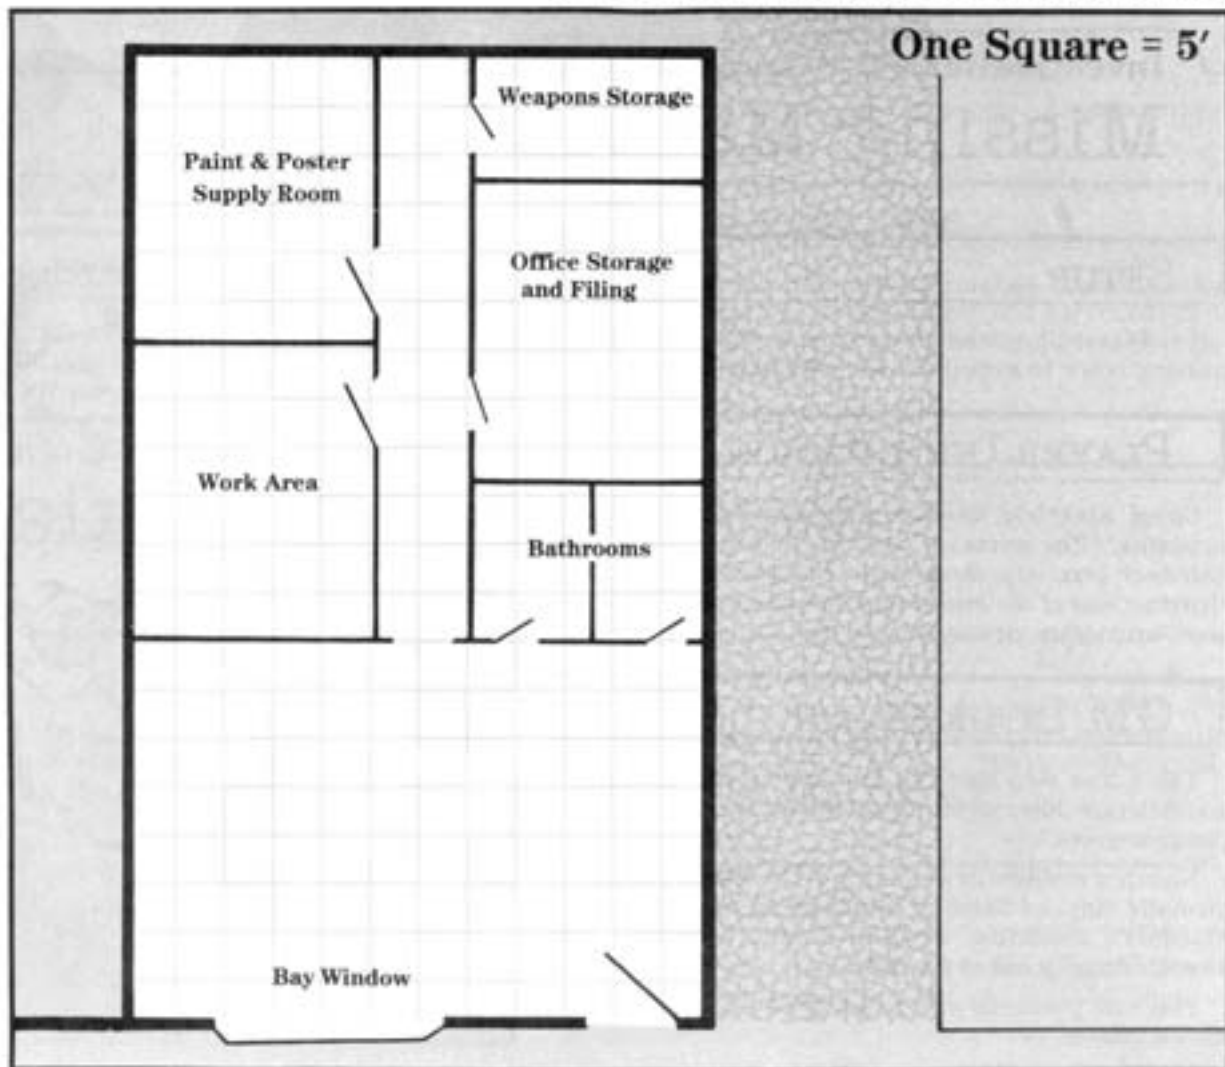 One Square = 5′
Weapons Storage
Paint & Poster
Supply Room
Office Storage
and Filing
Work Area
Bathrooms
Bay Window